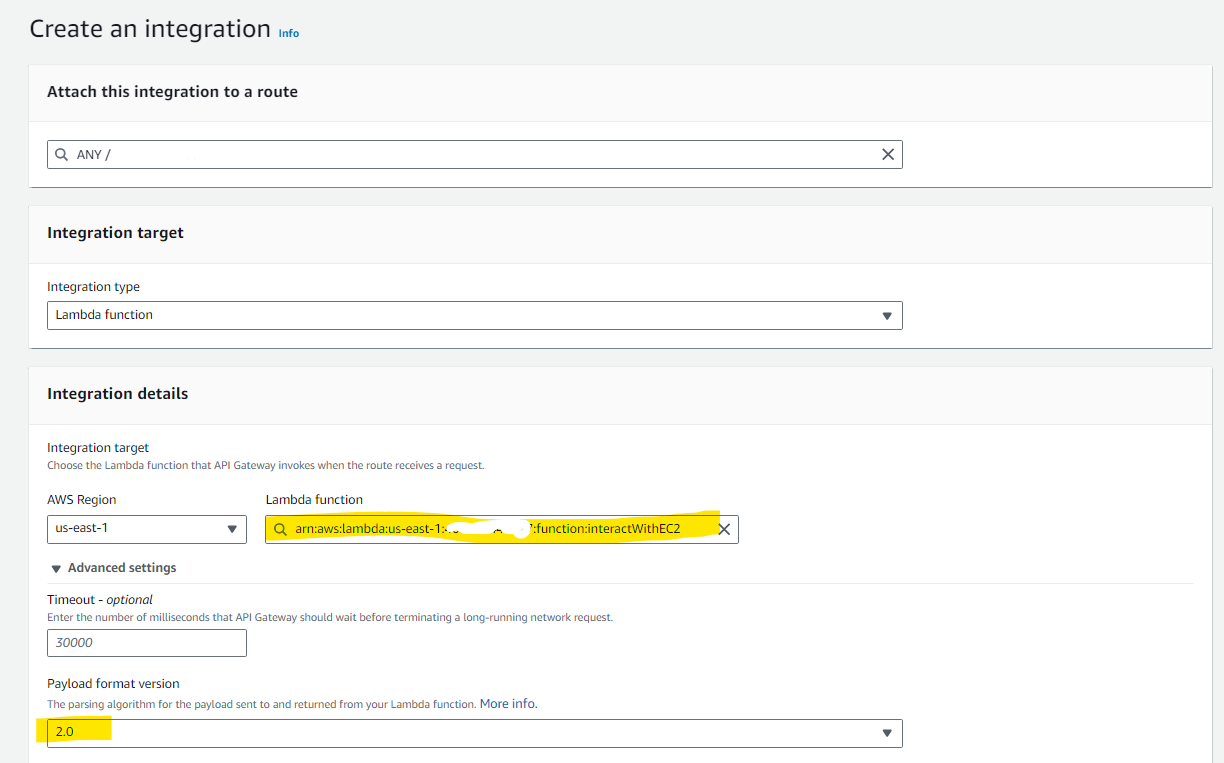 Create an integration Info
Attach this integration to a route
ANY /
Integration target
Integration type
Lambda function
Integration details
Integration target
Choose the Lambda function that API Gateway invokes when the route receives a request.
AWS Region Lambda function
us-east-1 arn:aws:lambda:us-east-1: :function:interactWithEC2
Advanced settings
Timeout - optional
Enter the number of milliseconds that API Gateway should wait before terminating a long-running network request.
30000
Payload format version
The parsing algorithm for the payload sent to and returned from your Lambda function. More info.
2.0